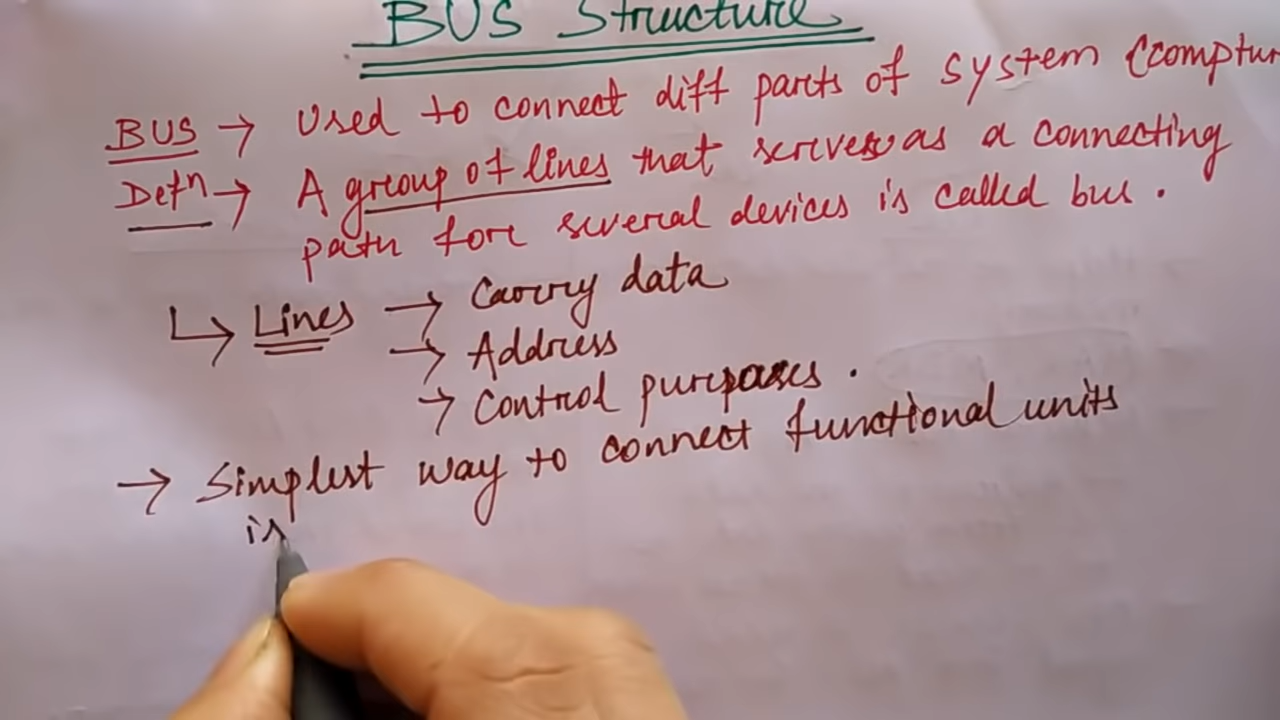 BUS Structure
BUS → Used to connect diff parts of system (comptur
Defn → A group of lines that serves as a connecting
path for several devices is called bus.
↳ Lines → Carry data
→ Address
→ Control purposes.
→ Simplest way to connect functional units
is